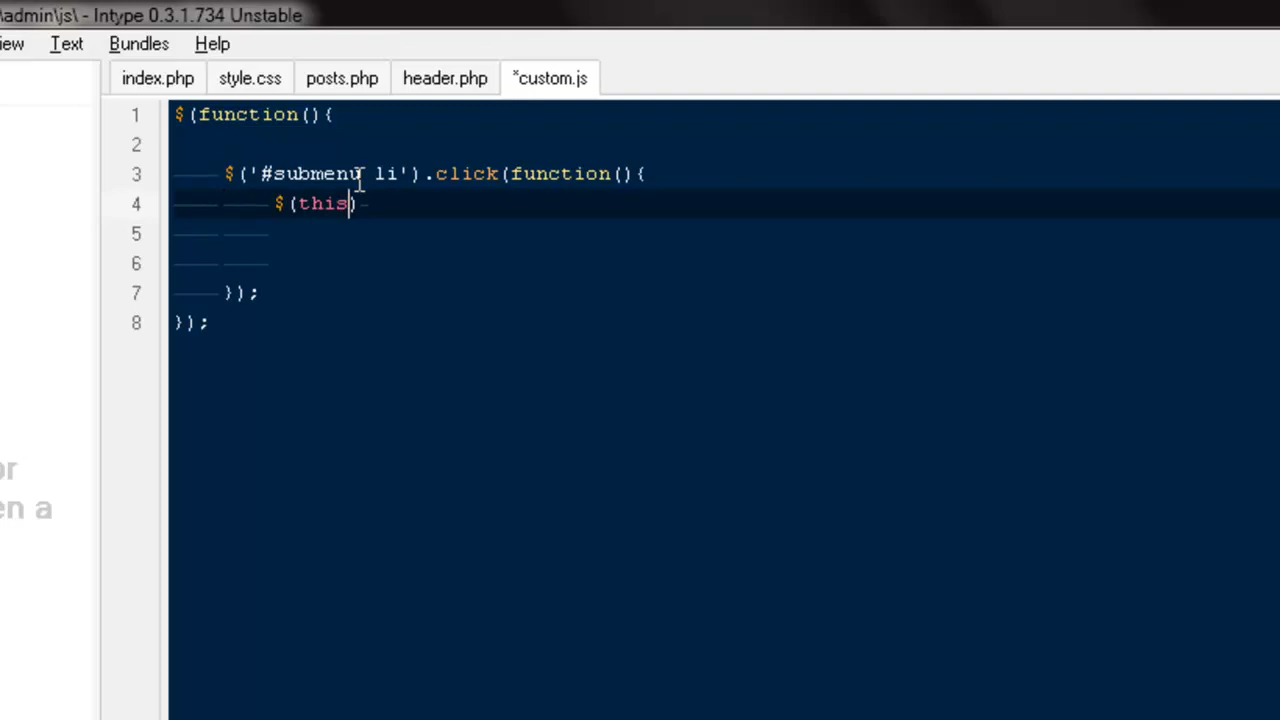 \admin\js\ - Intype 0.3.1.734 Unstable
iew Text Bundles Help
index.php style.css posts.php header.php *custom.js
1 $(function(){
2
3 $('#submenu li').click(function(){
4 $(this)
5
6
7 });
8 });
or
en a